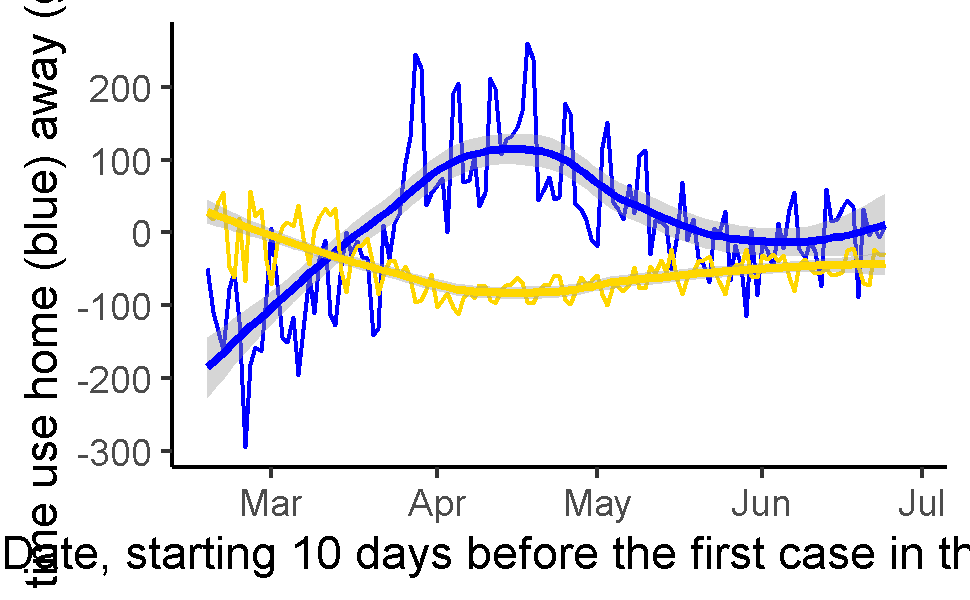 time use home (blue) away (
200
100
0
-100
-200
-300
Mar Apr May Jun Jul
Date, starting 10 days before the first case in th